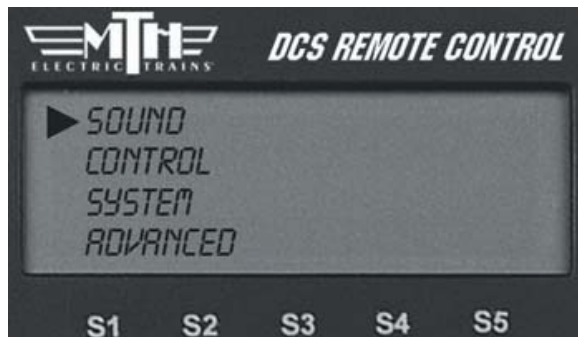 MTH
ELECTRIC TRAINS
DCS REMOTE CONTROL
SOUND
CONTROL
SYSTEM
ADVANCED
S1 S2 S3 S4 S5